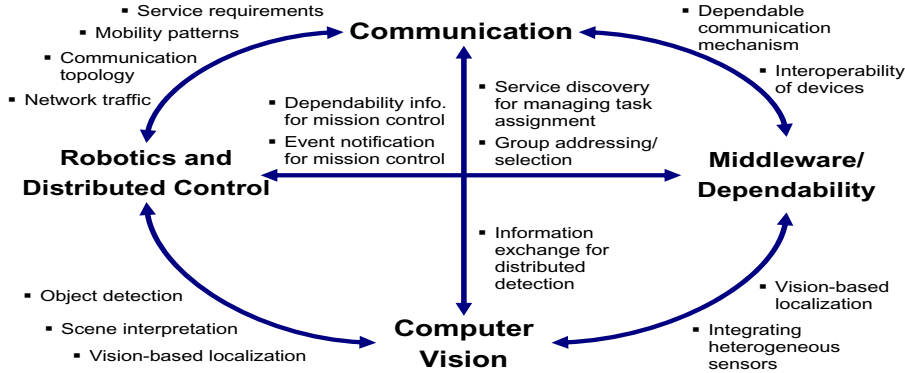 ▪ Service requirements
▪ Mobility patterns
▪ Communication
topology
▪ Network traffic
Communication
▪ Dependable
communication
mechanism
▪ Interoperability
of devices
▪ Dependability info.
for mission control
▪ Event notification
for mission control
▪ Service discovery
for managing task
assignment
▪ Group addressing/
selection
Robotics and
Distributed Control
Middleware/
Dependability
▪ Information
exchange for
distributed
detection
▪ Object detection
▪ Scene interpretation
▪ Vision-based localization
Computer
Vision
▪ Vision-based
localization
▪ Integrating
heterogeneous
sensors